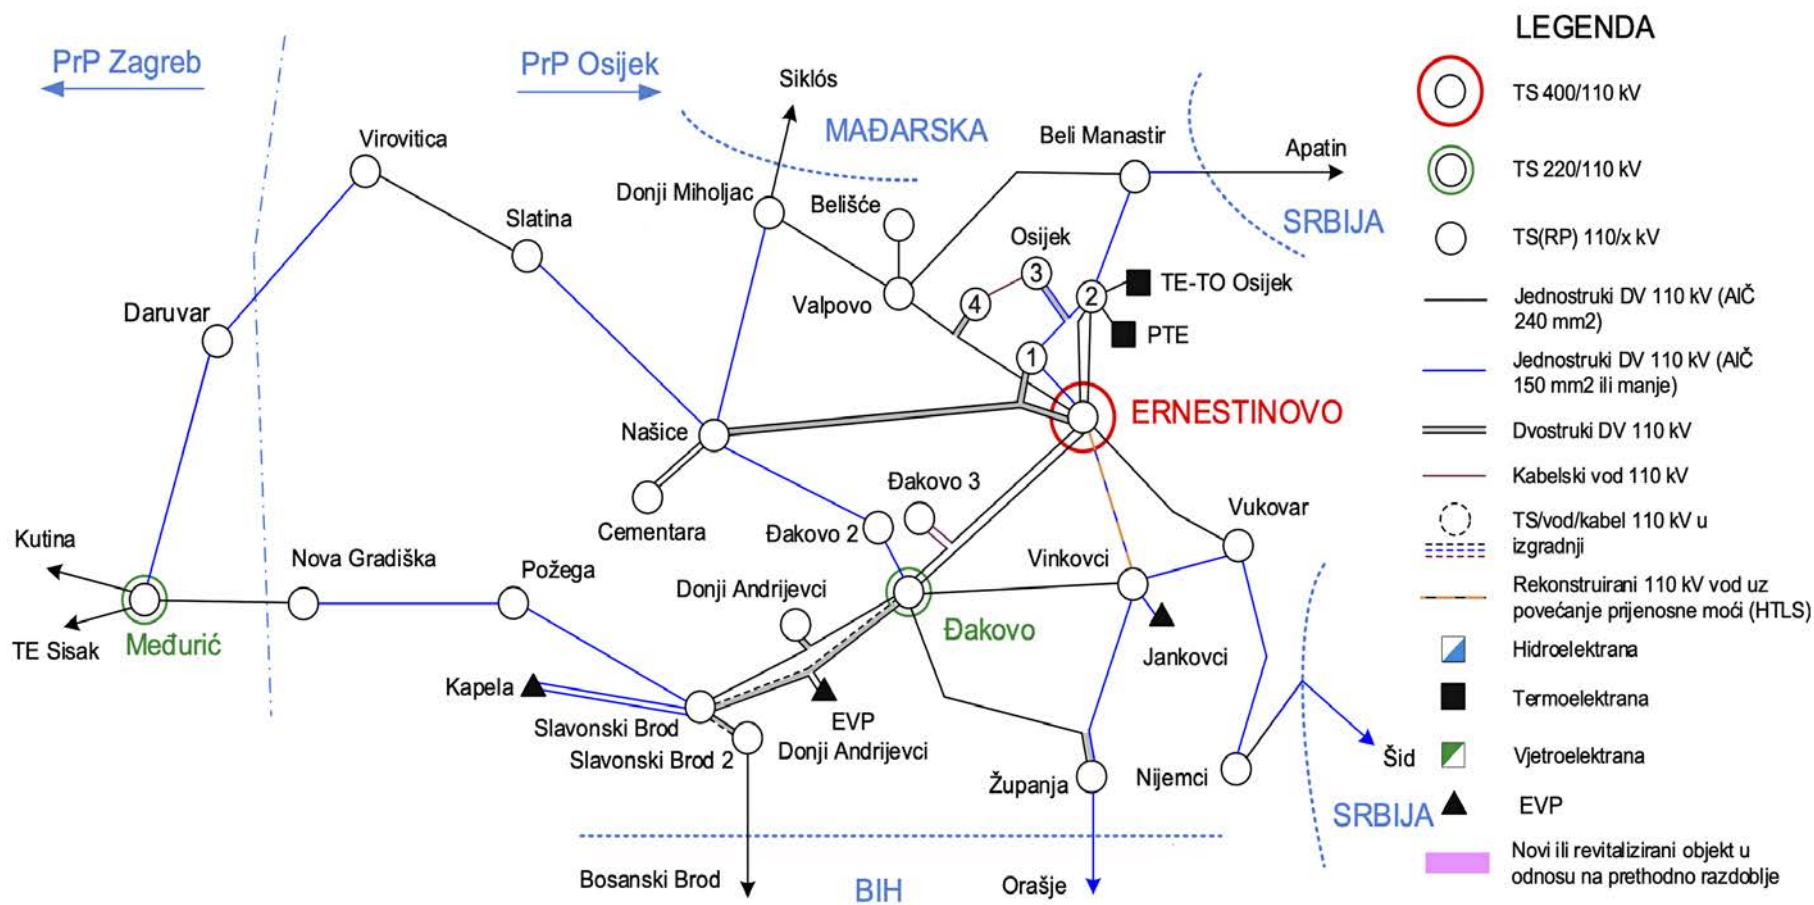 PrP Zagreb
PrP Osijek
Siklós
MAĐARSKA
Beli Manastir
Apatin
SRBIJA
Virovitica
Donji Miholjac
Belišće
Slatina
Osijek
3
4
2
1
TE-TO Osijek
PTE
Valpovo
Daruvar
ERNESTINOVO
Našice
Đakovo 3
Cementara
Đakovo 2
Vukovar
Kutina
Nova Gradiška
Požega
Vinkovci
Donji Andrijevci
TE Sisak
Međurić
Đakovo
Jankovci
Kapela
Slavonski Brod
EVP
Donji Andrijevci
Slavonski Brod 2
Županja
Nijemci
Šid
SRBIJA
Bosanski Brod
BIH
Orašje
LEGENDA
TS 400/110 kV
TS 220/110 kV
TS(RP) 110/x kV
Jednostruki DV 110 kV (AlČ
240 mm2)
Jednostruki DV 110 kV (AlČ
150 mm2 ili manje)
Dvostruki DV 110 kV
Kabelski vod 110 kV
TS/vod/kabel 110 kV u
izgradnji
Rekonstruirani 110 kV vod uz
povećanje prijenosne moći (HTLS)
Hidroelektrana
Termoelektrana
Vjetroelektrana
EVP
Novi ili revitalizirani objekt u
odnosu na prethodno razdoblje